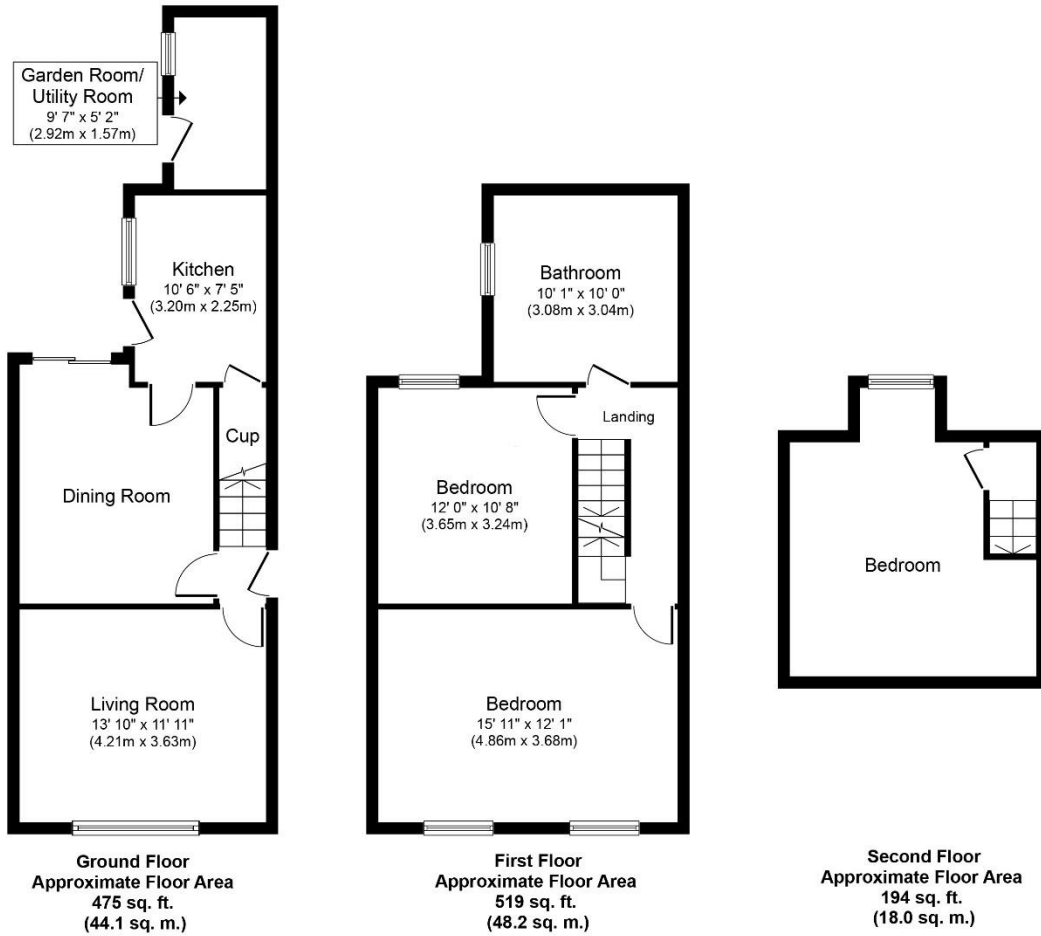 Garden Room/
Utility Room
9' 7" x 5' 2"
(2.92m x 1.57m)
Kitchen
10' 6" x 7' 5"
(3.20m x 2.25m)
Cup
Dining Room
Living Room
13' 10" x 11' 11"
(4.21m x 3.63m)
Ground Floor
Approximate Floor Area
475 sq. ft.
(44.1 sq. m.)
Bathroom
10' 1" x 10' 0"
(3.08m x 3.04m)
Landing
Bedroom
12' 0" x 10' 8"
(3.65m x 3.24m)
Bedroom
15' 11" x 12' 1"
(4.86m x 3.68m)
First Floor
Approximate Floor Area
519 sq. ft.
(48.2 sq. m.)
Bedroom
Second Floor
Approximate Floor Area
194 sq. ft.
(18.0 sq. m.)